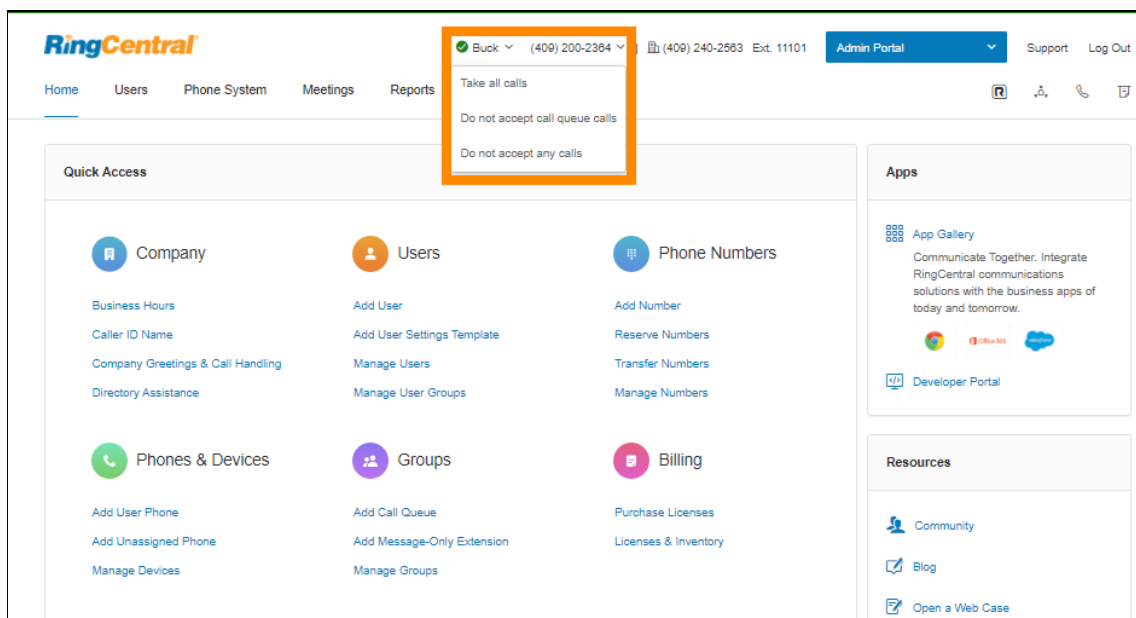 RingCentral
Buck (409) 200-2364 | (409) 240-2563 Ext. 11101 Admin Portal Support Log Out
Home Users Phone System Meetings Reports
Take all calls
Do not accept call queue calls
Do not accept any calls
Quick Access
Company
Business Hours
Caller ID Name
Company Greetings & Call Handling
Directory Assistance
Users
Add User
Add User Settings Template
Manage Users
Manage User Groups
Phone Numbers
Add Number
Reserve Numbers
Transfer Numbers
Manage Numbers
Phones & Devices
Add User Phone
Add Unassigned Phone
Manage Devices
Groups
Add Call Queue
Add Message-Only Extension
Manage Groups
Billing
Purchase Licenses
Licenses & Inventory
Apps
App Gallery
Communicate Together. Integrate
RingCentral communications
solutions with the business apps of
today and tomorrow.
Office 365
salesforce
Developer Portal
Resources
Community
Blog
Open a Web Case